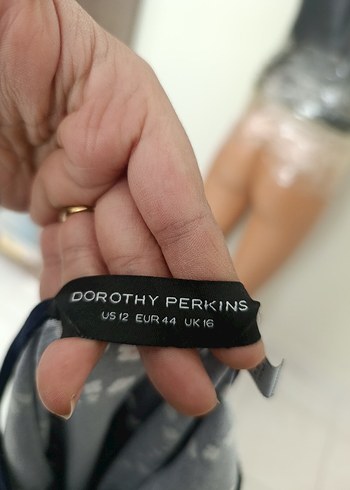 DOROTHY PERKINS
US 12 EUR 44 UK 16